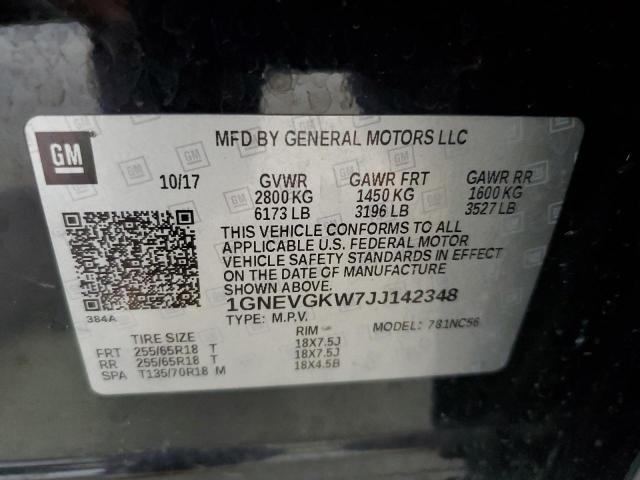 GM
MFD BY GENERAL MOTORS LLC
10/17 GVWR GAWR FRT GAWR RR
2800 KG 1450 KG 1600 KG
6173 LB 3196 LB 3527 LB
THIS VEHICLE CONFORMS TO ALL
APPLICABLE U.S. FEDERAL MOTOR
VEHICLE SAFETY STANDARDS IN EFFECT
ON THE DATE OF MANUFACTURE
SHOWN ABOVE.
384A
1GNEVGKW7JJ142348
TYPE: M.P.V. MODEL: 781NC56
TIRE SIZE RIM
FRT 255/65R18 T 18X7.5J
RR 255/65R18 T 18X7.5J
SPA T135/70R18 M 18X4.5B